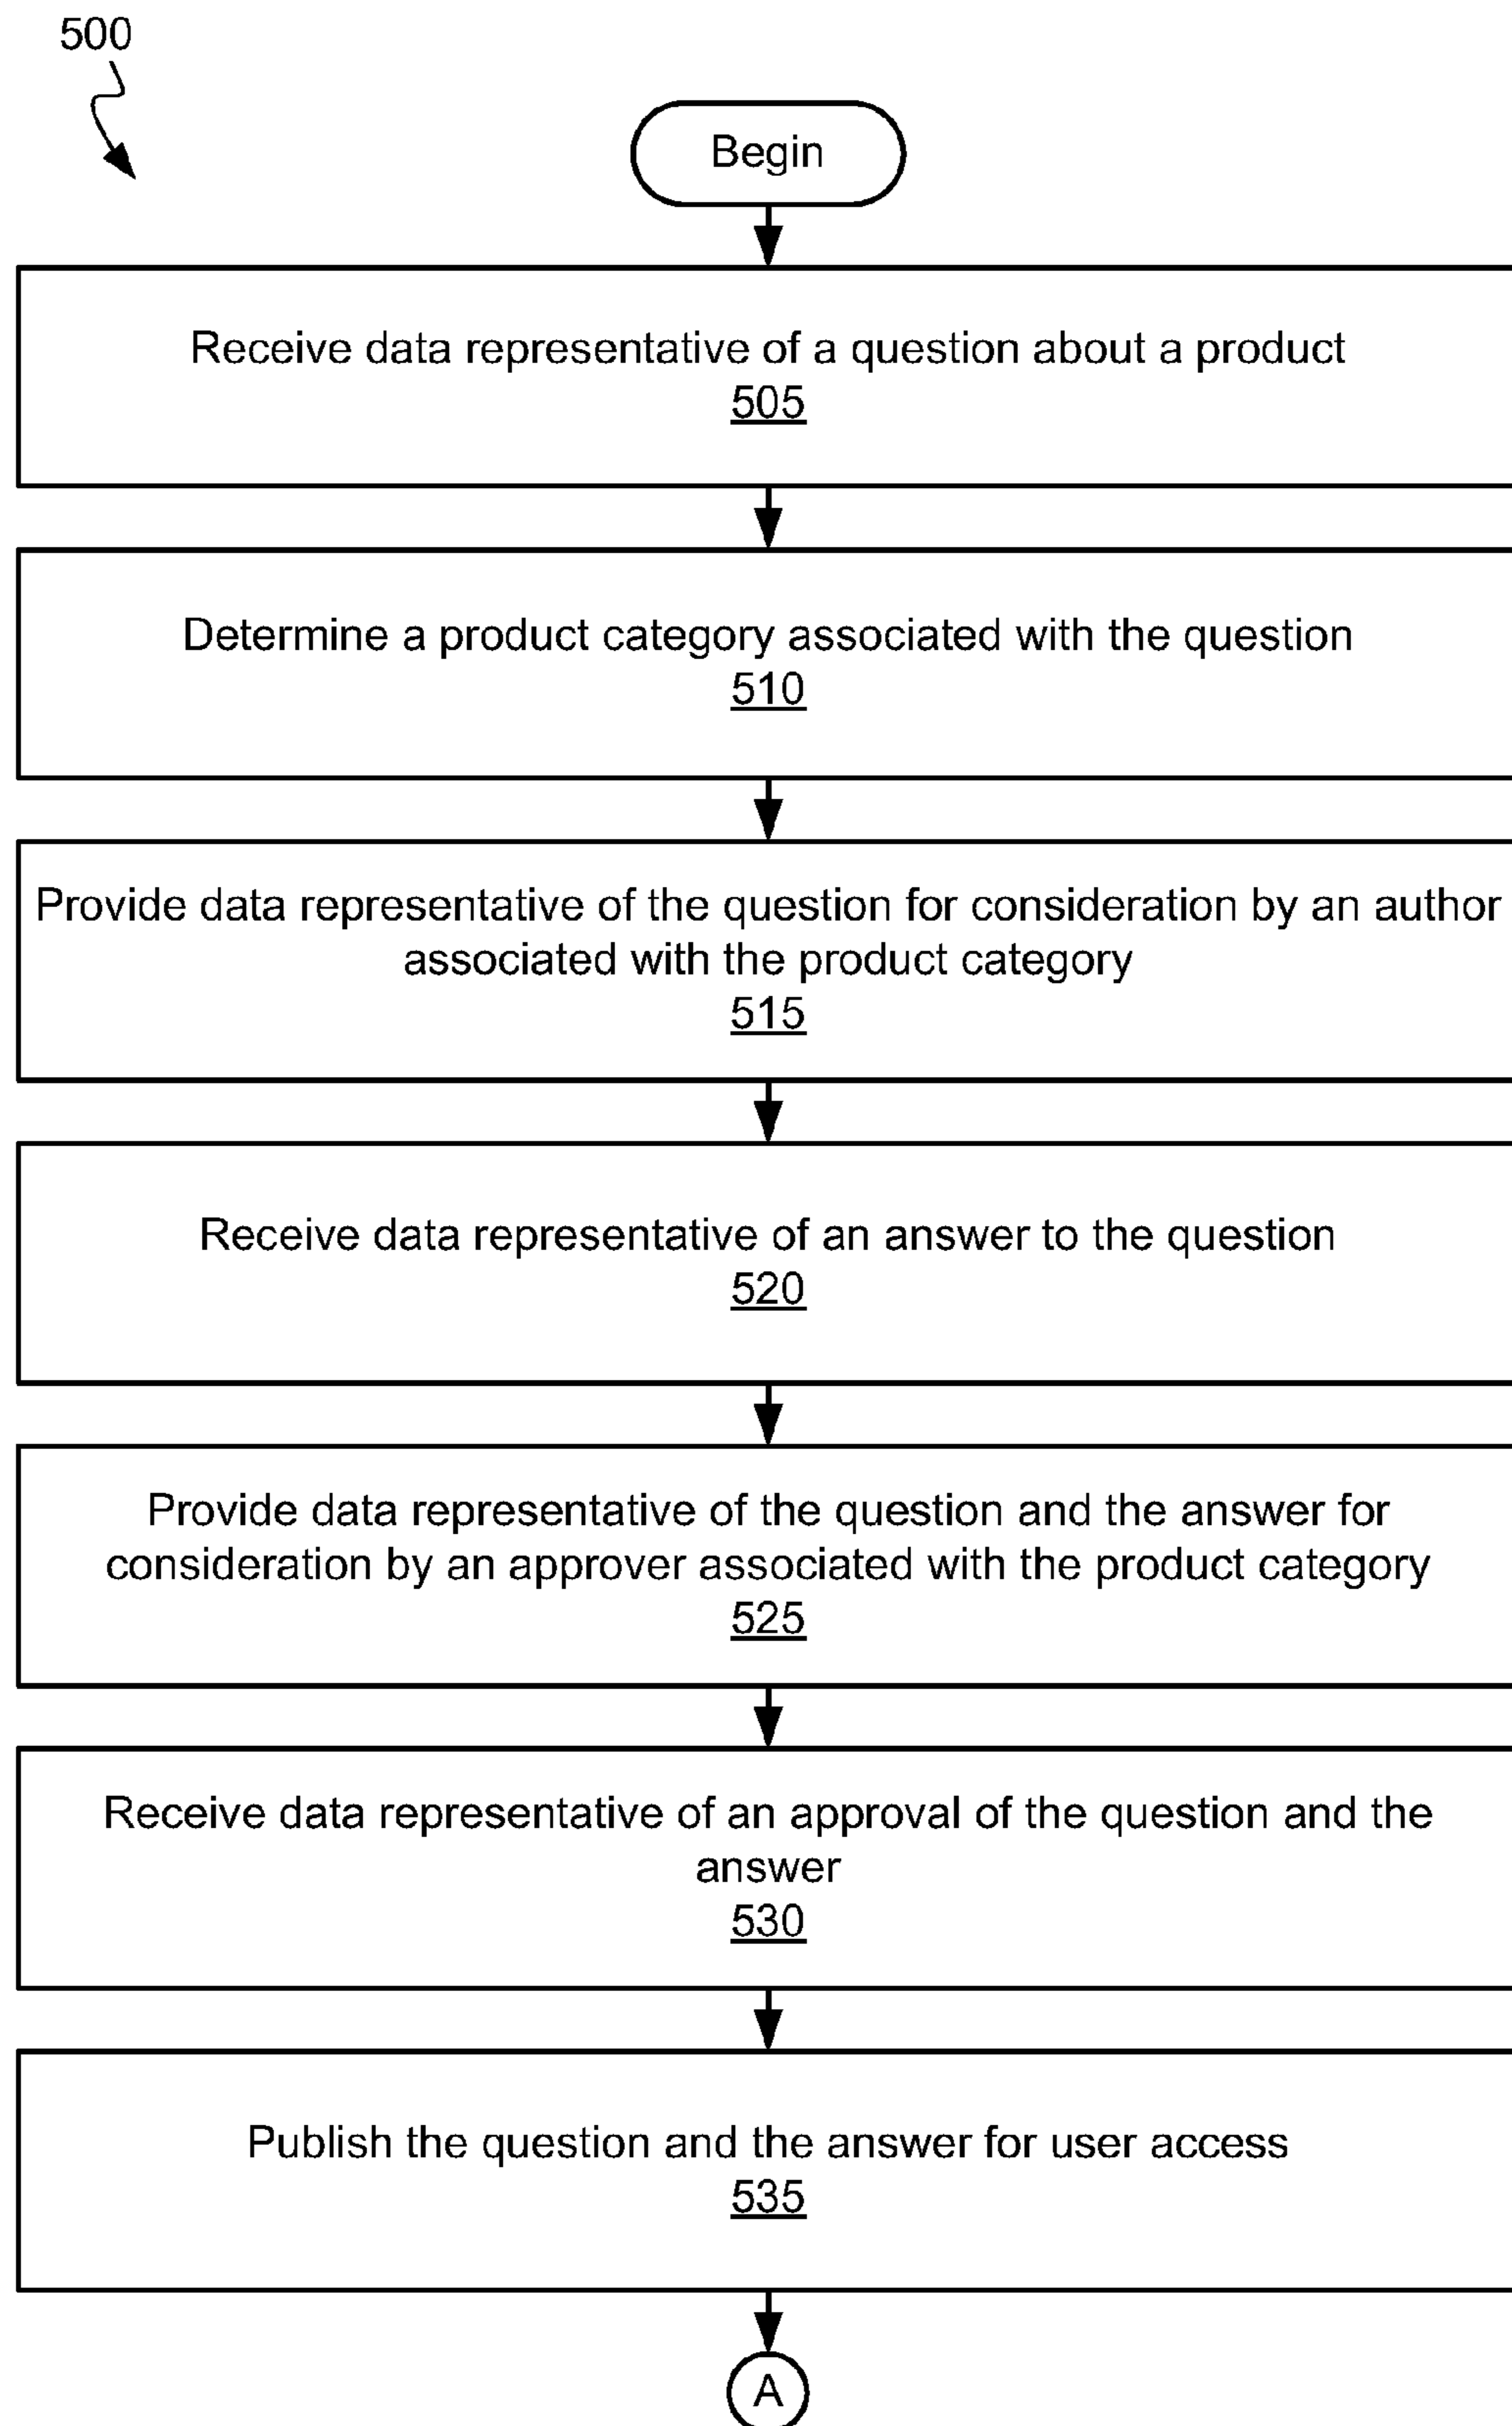 500
Begin
Receive data representative of a question about a product
505
Determine a product category associated with the question
510
Provide data representative of the question for consideration by an author
associated with the product category
515
Receive data representative of an answer to the question
520
Provide data representative of the question and the answer for
consideration by an approver associated with the product category
525
Receive data representative of an approval of the question and the
answer
530
Publish the question and the answer for user access
535
A